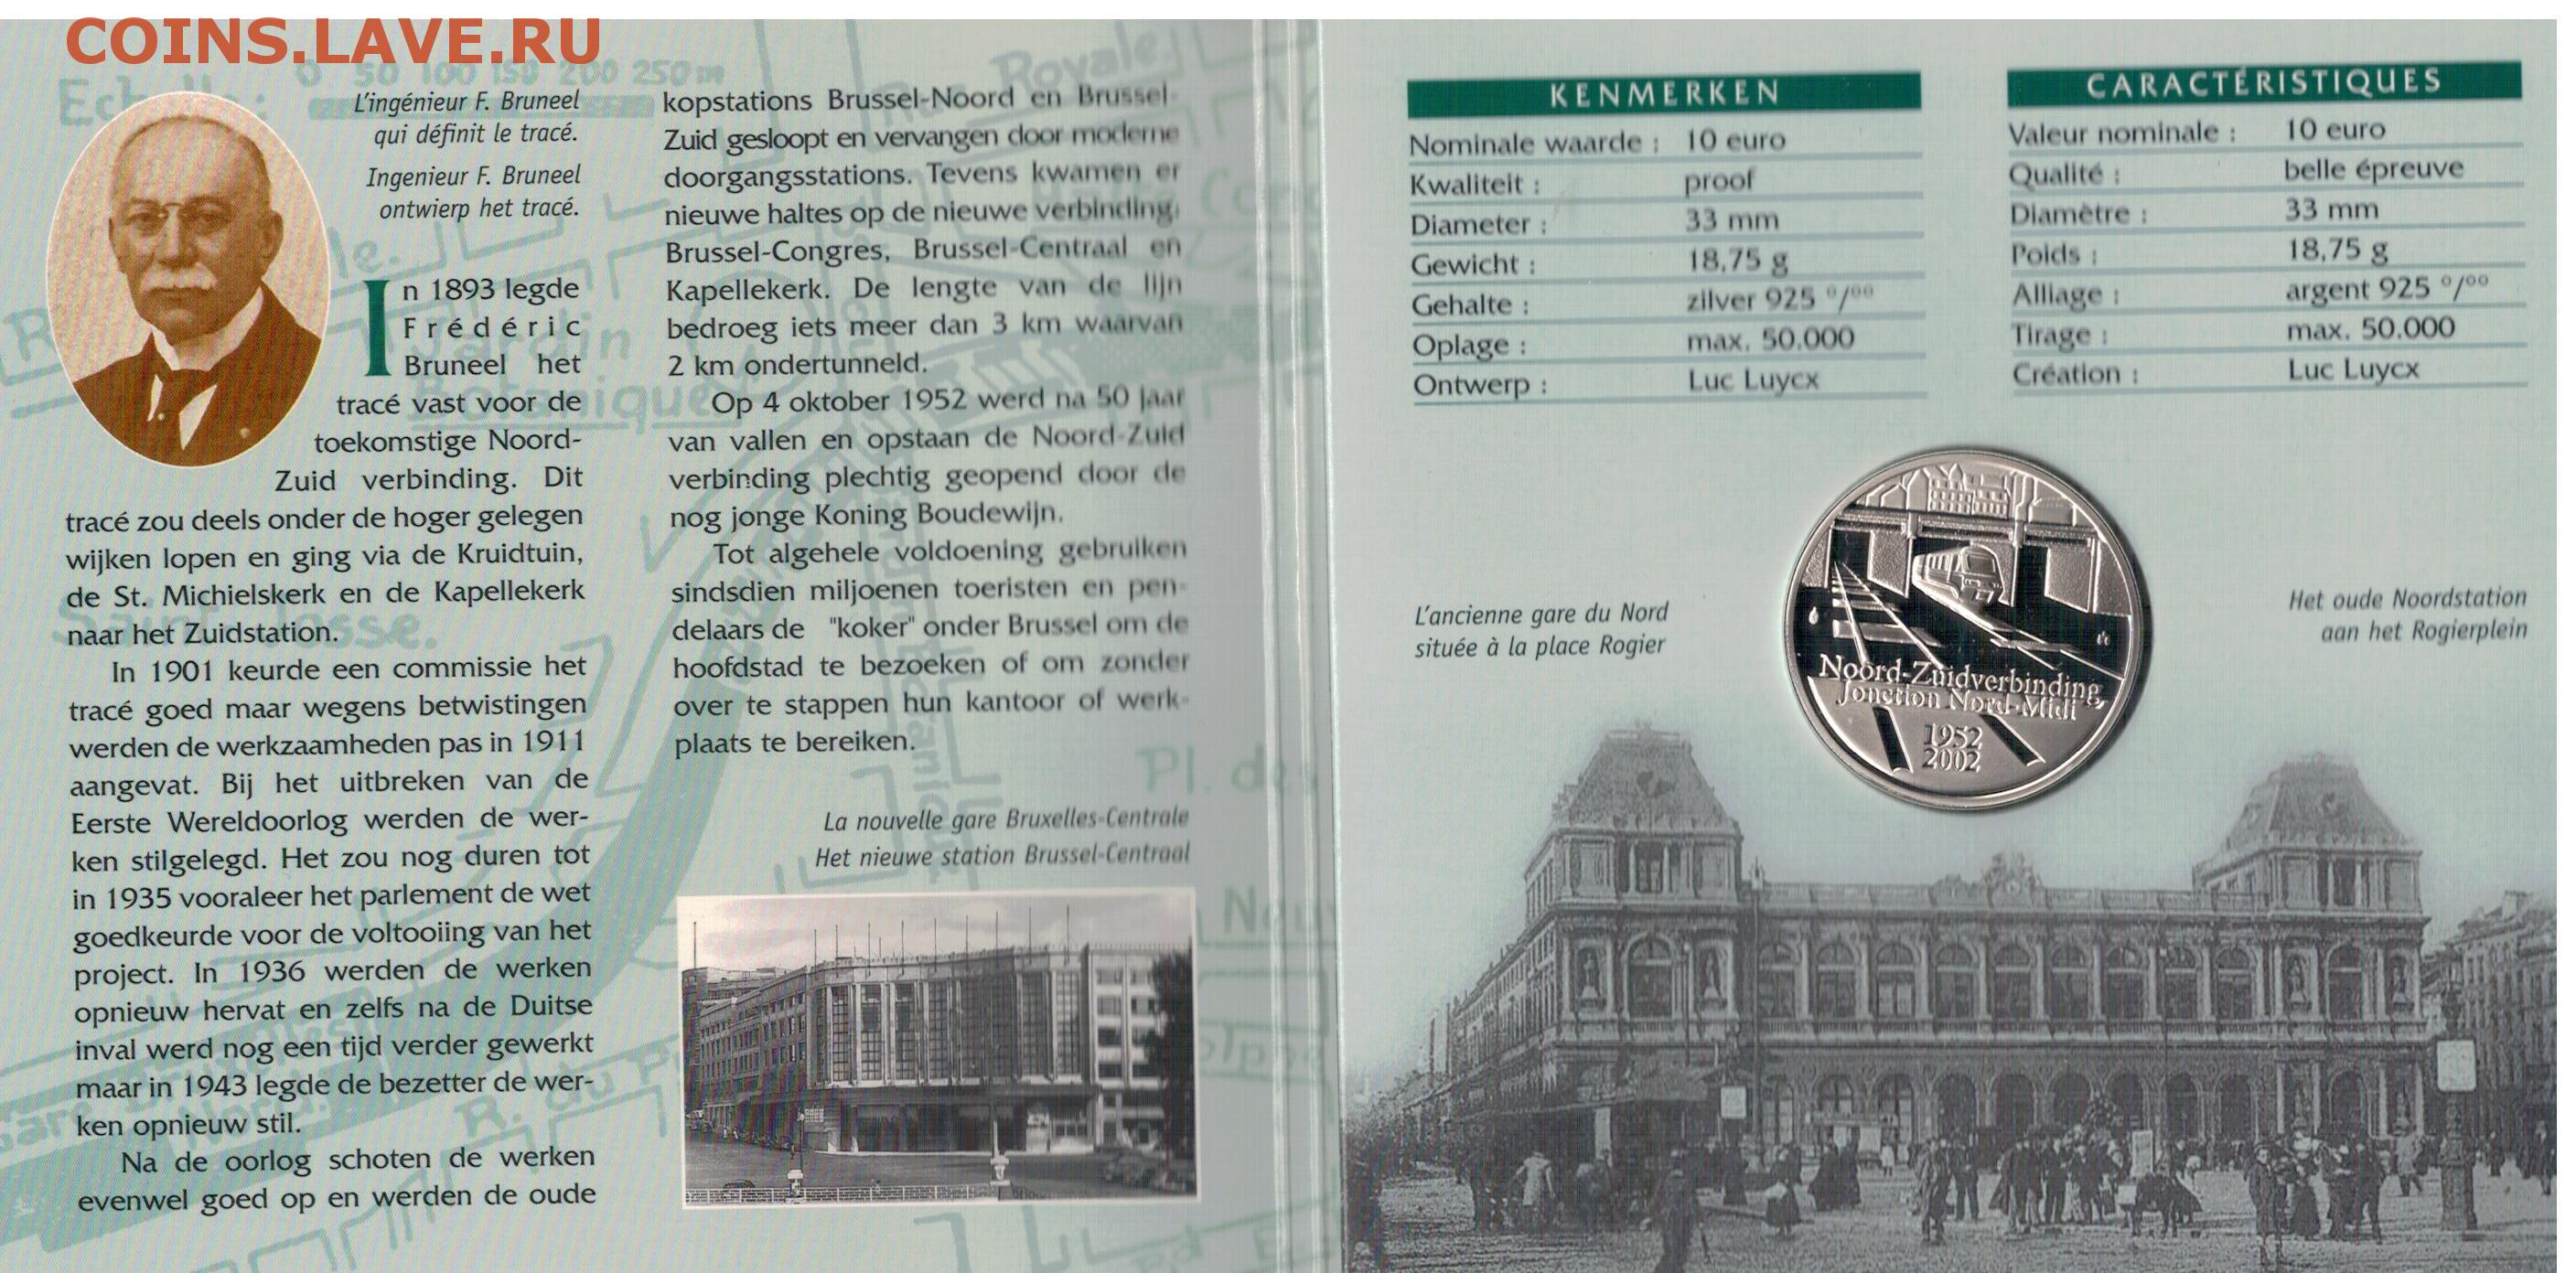 COINS.LAVE.RU
Echelle: 0 50 100 150 200 250m
L'ingénieur F. Bruneel
qui définit le tracé.
Ingenieur F. Bruneel
ontwierp het tracé.
In 1893 legde
Frédéric
Bruneel het
tracé vast voor de
toekomstige Noord-
Zuid verbinding. Dit
tracé zou deels onder de hoger gelegen
wijken lopen en ging via de Kruidtuin,
de St. Michielskerk en de Kapellekerk
naar het Zuidstation.
In 1901 keurde een commissie het
tracé goed maar wegens betwistingen
werden de werkzaamheden pas in 1911
aangevat. Bij het uitbreken van de
Eerste Wereldoorlog werden de wer-
ken stilgelegd. Het zou nog duren tot
in 1935 vooraleer het parlement de wet
goedkeurde voor de voltooiing van het
project. In 1936 werden de werken
opnieuw hervat en zelfs na de Duitse
inval werd nog een tijd verder gewerkt
maar in 1943 legde de bezetter de wer-
ken opnieuw stil.
Na de oorlog schoten de werken
evenwel goed op en werden de oude
kopstations Brussel-Noord en Brussel-
Zuid gesloopt en vervangen door moderne
doorgangsstations. Tevens kwamen er
nieuwe haltes op de nieuwe verbinding:
Brussel-Congres, Brussel-Centraal en
Kapellekerk. De lengte van de lijn
bedroeg iets meer dan 3 km waarvan
2 km ondertunneld.
Op 4 oktober 1952 werd na 50 jaar
van vallen en opstaan de Noord-Zuid
verbinding plechtig geopend door de
nog jonge Koning Boudewijn.
Tot algehele voldoening gebruiken
sindsdien miljoenen toeristen en pen-
delaars de "koker" onder Brussel om de
hoofdstad te bezoeken of om zonder
over te stappen hun kantoor of werk-
plaats te bereiken.
La nouvelle gare Bruxelles-Centrale
Het nieuwe station Brussel-Centraal
Royale.
Jardin
Botanique
Pl. des
KENMERKEN
Nominale waarde : 10 euro
Kwaliteit : proof
Diameter : 33 mm
Gewicht : 18,75 g
Gehalte : zilver 925 °/°°
Oplage : max. 50.000
Ontwerp : Luc Luycx
CARACTÉRISTIQUES
Valeur nominale : 10 euro
Qualité : belle épreuve
Diamètre : 33 mm
Poids : 18,75 g
Alliage : argent 925 °/°°
Tirage : max. 50.000
Création : Luc Luycx
L'ancienne gare du Nord
située à la place Rogier
Noord-Zuidverbinding
Jonction Nord-Midi
1952
2002
Het oude Noordstation
aan het Rogierplein